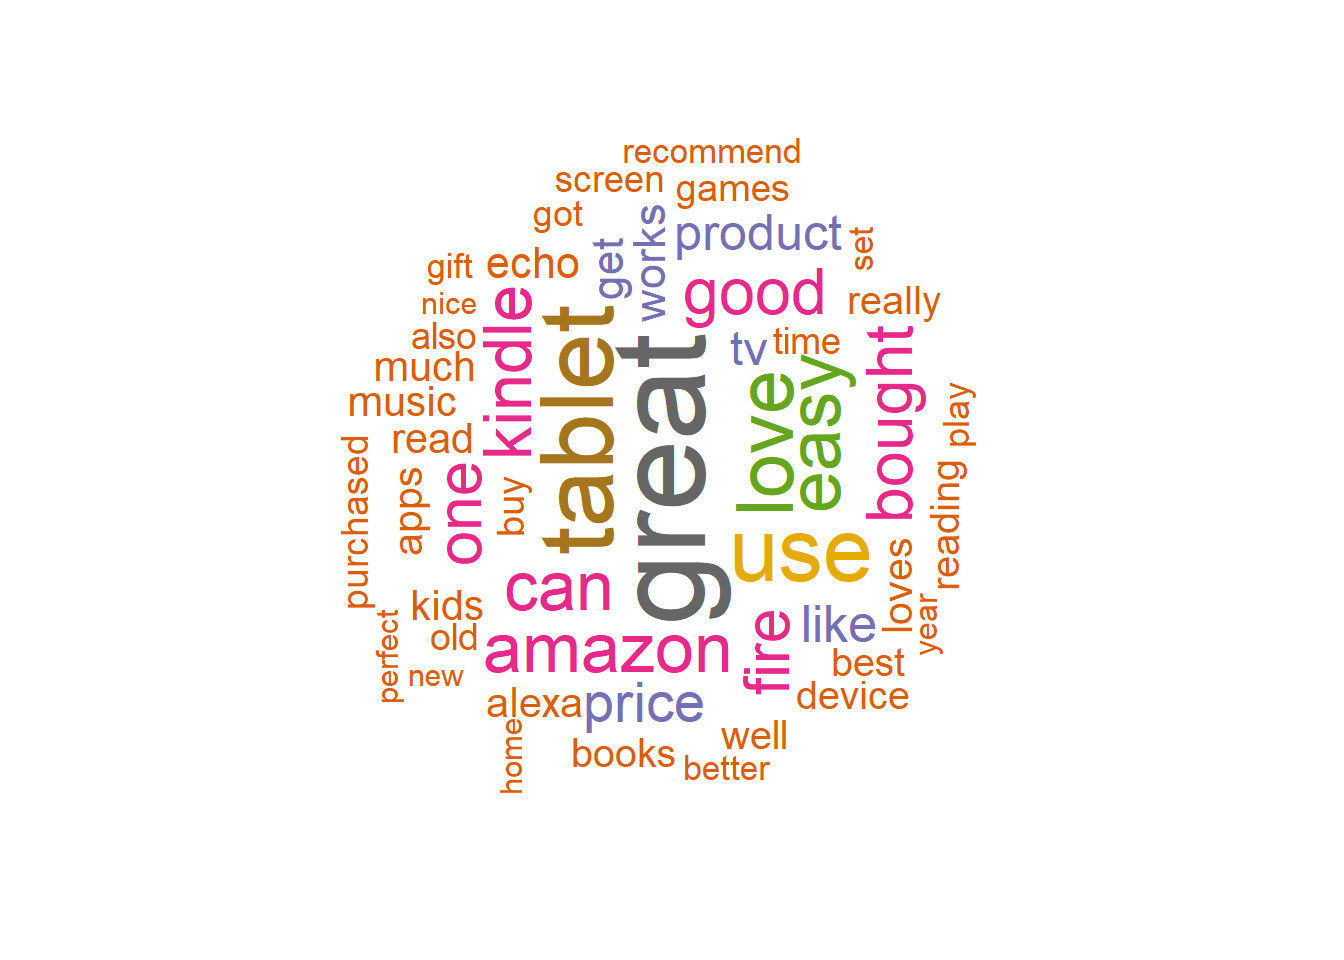 recommend
screen
games
got
works
product
set
get
gift
echo
good
nice
kindle
tablet
really
also
great
tv
time
bought
much
love
easy
music
play
read
purchased
one
apps
buy
reading
use
can
loves
kids
year
old
perfect
amazon
fire
like
best
new
alexa
price
device
home
books
well
better